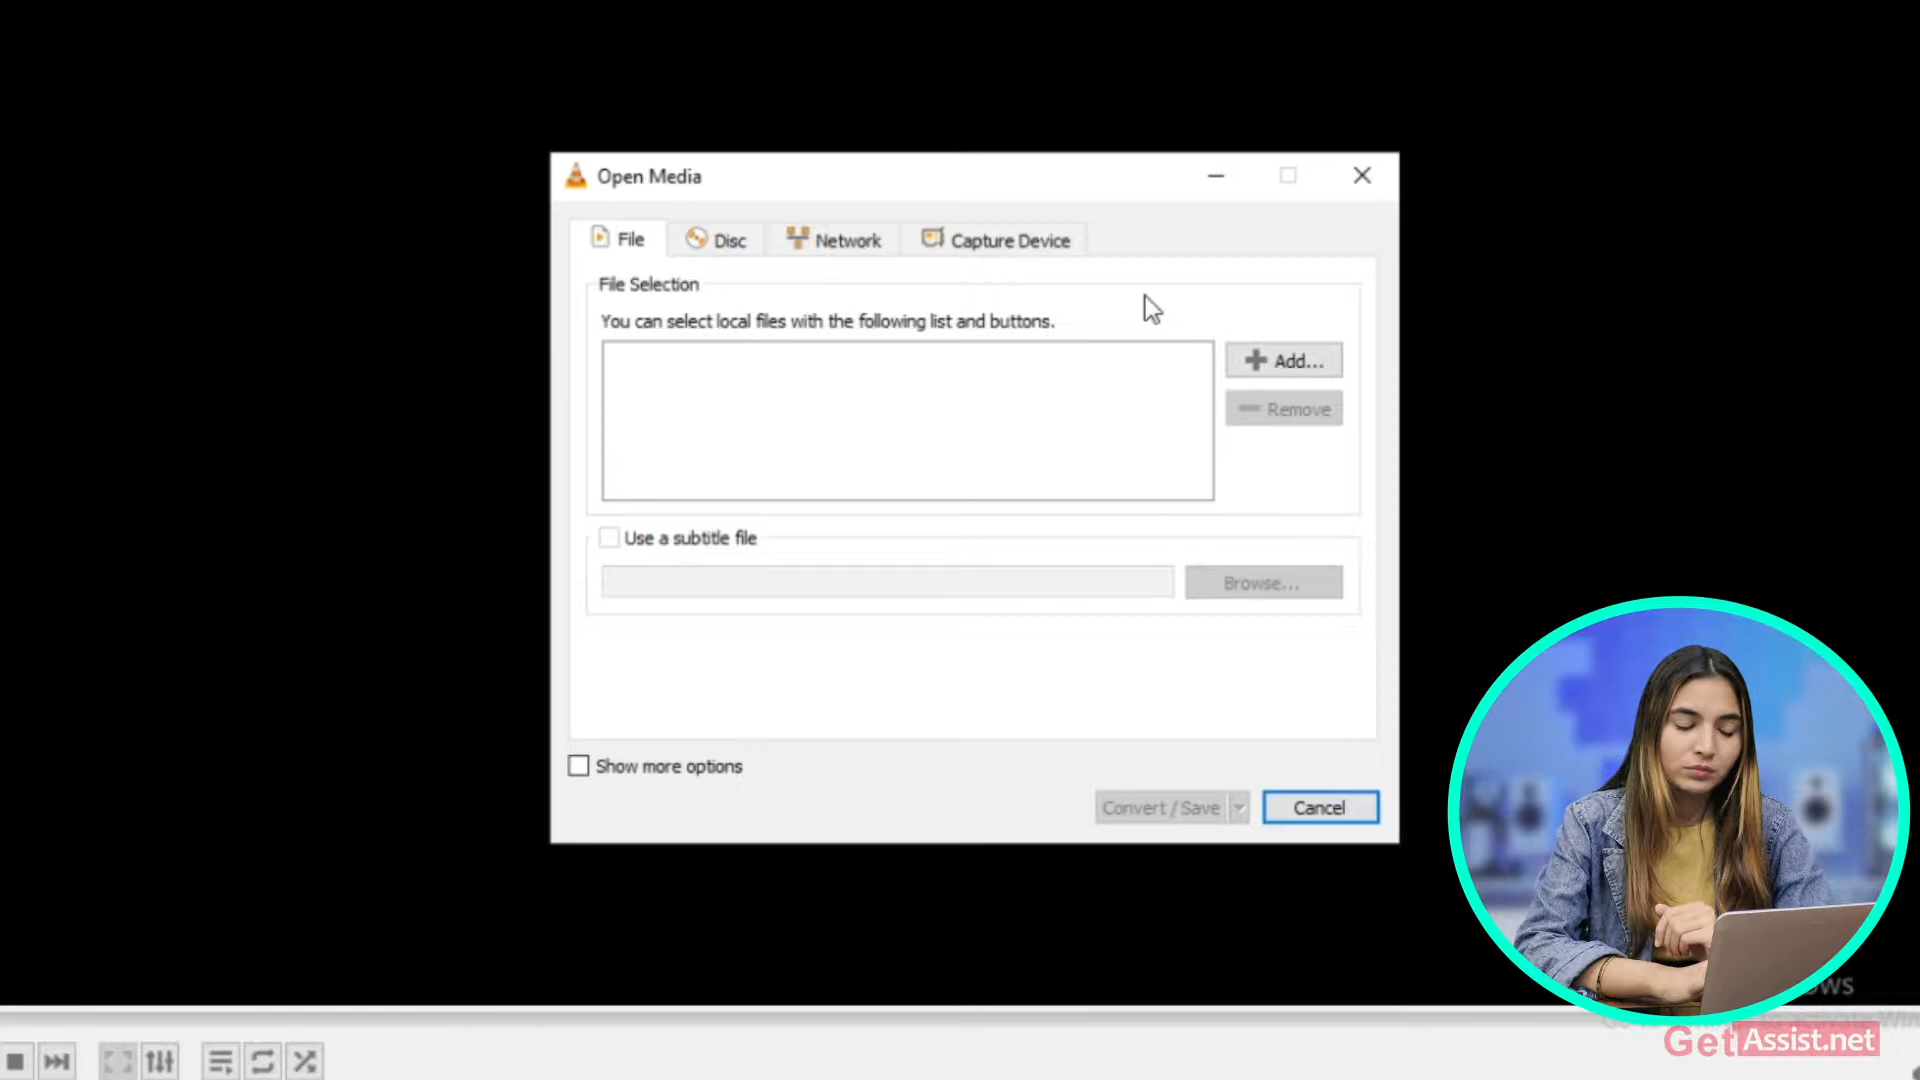 Open Media
File
Disc
Network
Capture Device
File Selection
You can select local files with the following list and buttons.
Add...
Remove
Use a subtitle file
Browse...
Show more options
Convert / Save
Cancel
GetAssist.net